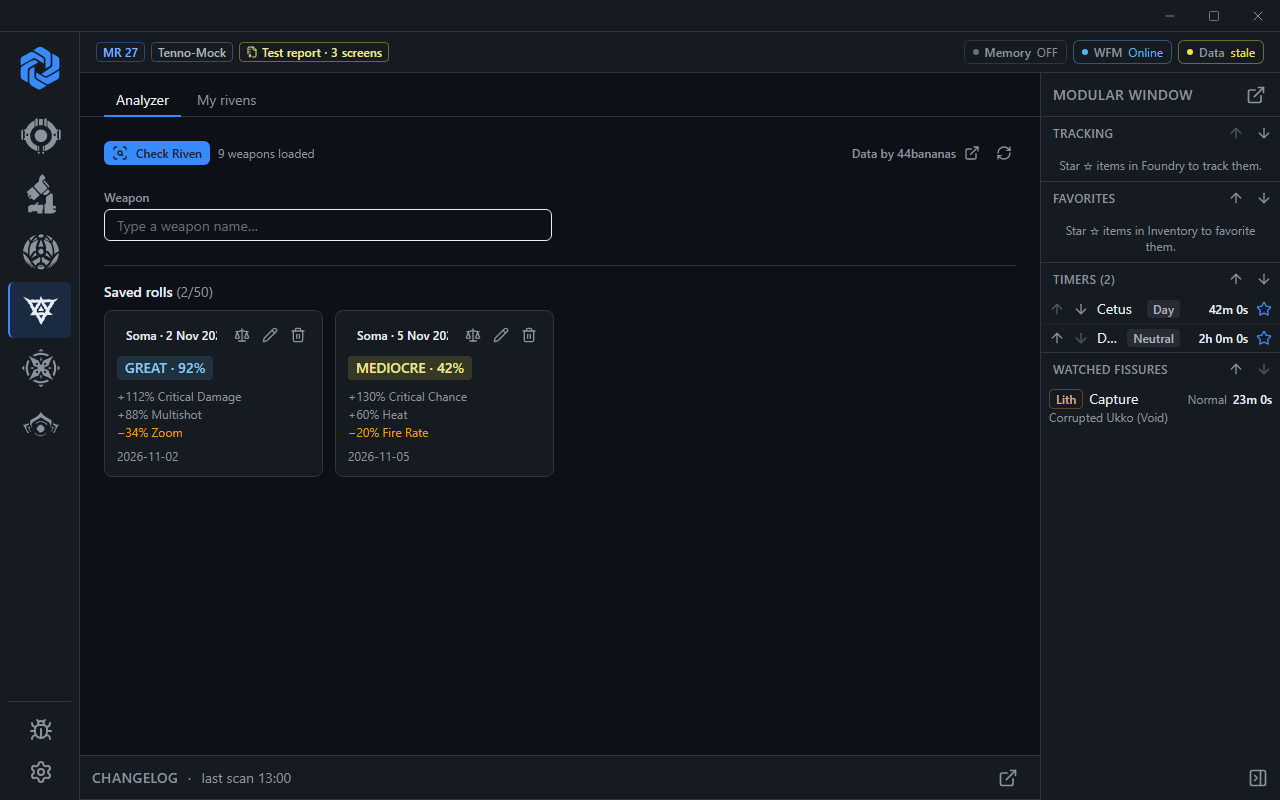 MR 27
Tenno-Mock
Test report · 3 screens
Memory OFF
WFM Online
Data stale
Analyzer
My rivens
Check Riven
9 weapons loaded
Data by 44bananas
Weapon
Type a weapon name...
Saved rolls (2/50)
Soma · 2 Nov 202
GREAT · 92%
+112% Critical Damage
+88% Multishot
−34% Zoom
2026-11-02
Soma · 5 Nov 202
MEDIOCRE · 42%
+130% Critical Chance
+60% Heat
−20% Fire Rate
2026-11-05
MODULAR WINDOW
TRACKING
Star ☆ items in Foundry to track them.
FAVORITES
Star ☆ items in Inventory to favorite
them.
TIMERS (2)
Cetus Day 42m 0s
D... Neutral 2h 0m 0s
WATCHED FISSURES
Lith Capture Normal 23m 0s
Corrupted Ukko (Void)
CHANGELOG · last scan 13:00